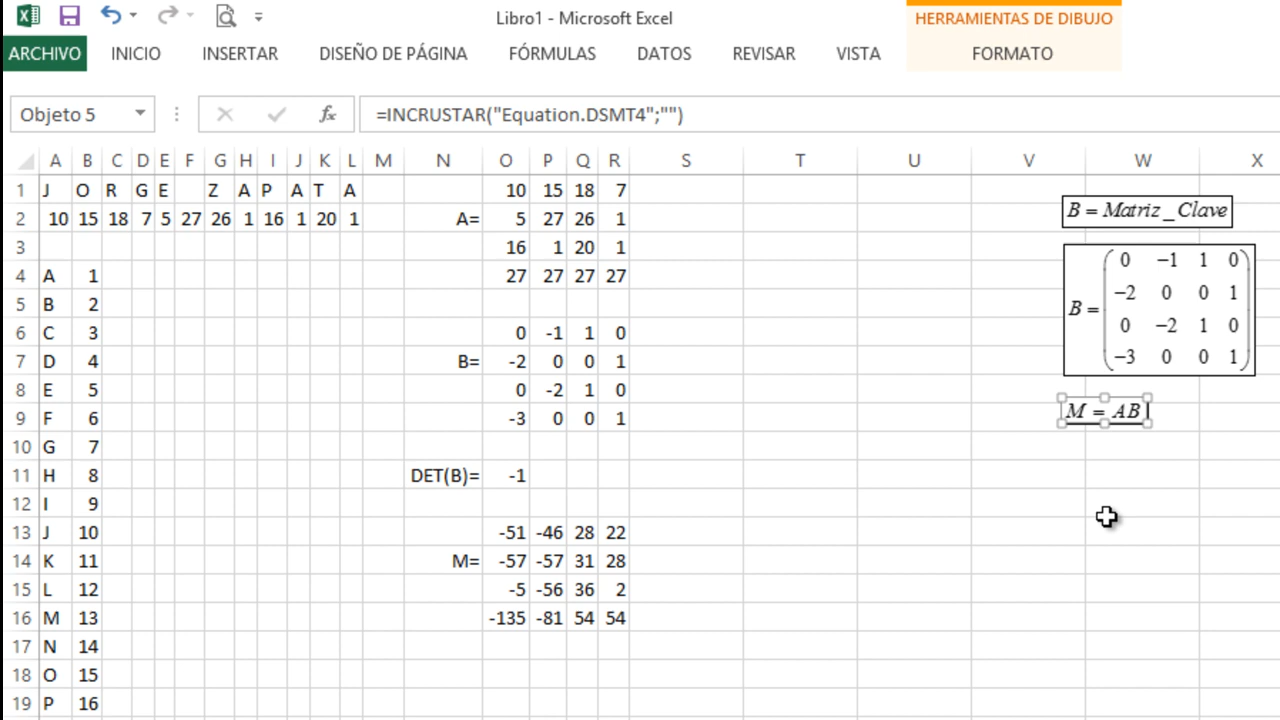 Libro1 - Microsoft Excel
HERRAMIENTAS DE DIBUJO
ARCHIVO INICIO INSERTAR DISEÑO DE PÁGINA FÓRMULAS DATOS REVISAR VISTA FORMATO
Objeto 5 fx =INCRUSTAR("Equation.DSMT4";"")
A B C D E F G H I J K L M N O P Q R S T U V W X
1 J O R G E Z A P A T A 10 15 18 7
2 10 15 18 7 5 27 26 1 16 1 20 1 A= 5 27 26 1
B = Matriz_Clave
3 16 1 20 1
4 A 1 27 27 27 27
5 B 2
6 C 3 0 -1 1 0
7 D 4 B= -2 0 0 1
8 E 5 0 -2 1 0
9 F 6 -3 0 0 1
B =
0 −1 1 0
−2 0 0 1
0 −2 1 0
−3 0 0 1
M = AB
10 G 7
11 H 8 DET(B)= -1
12 I 9
13 J 10 -51 -46 28 22
14 K 11 M= -57 -57 31 28
15 L 12 -5 -56 36 2
16 M 13 -135 -81 54 54
17 N 14
18 O 15
19 P 16